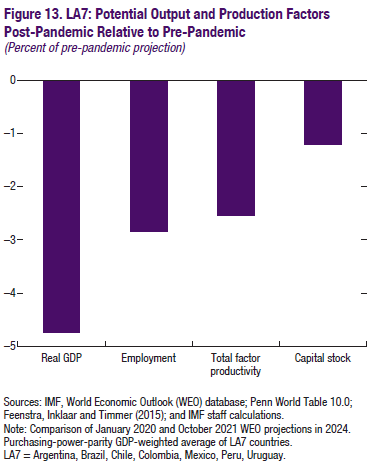 Figure 13. LA7: Potential Output and Production Factors
Post-Pandemic Relative to Pre-Pandemic
(Percent of pre-pandemic projection)
0
–1
–2
–3
–4
–5
Real GDP
Employment
Total factor
productivity
Capital stock
Sources: IMF, World Economic Outlook (WEO) database; Penn World Table 10.0;
Feenstra, Inklaar and Timmer (2015); and IMF staff calculations.
Note: Comparison of January 2020 and October 2021 WEO projections in 2024.
Purchasing-power-parity GDP-weighted average of LA7 countries.
LA7 = Argentina, Brazil, Chile, Colombia, Mexico, Peru, Uruguay.